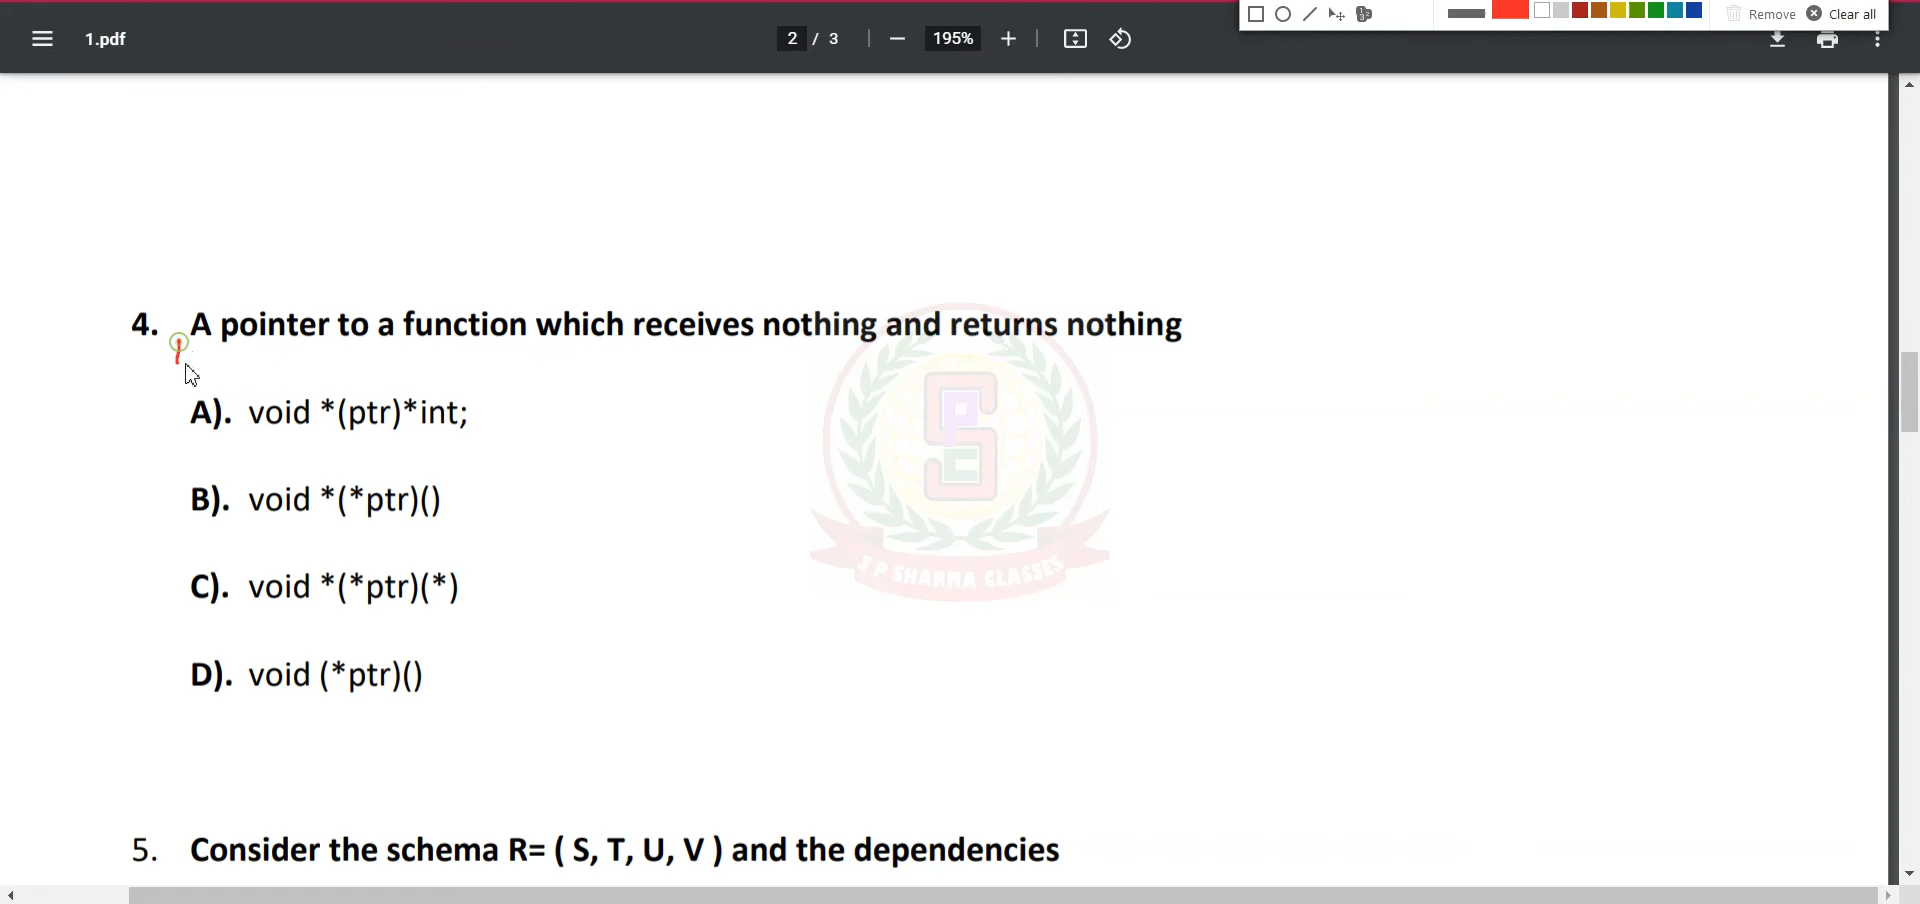 1.pdf
2 / 3
195%
Remove
Clear all
4. A pointer to a function which receives nothing and returns nothing
A). void *(ptr)*int;
B). void *(*ptr)()
C). void *(*ptr)(*)
D). void (*ptr)()
S P SHARMA CLASSES
5. Consider the schema R= ( S, T, U, V ) and the dependencies